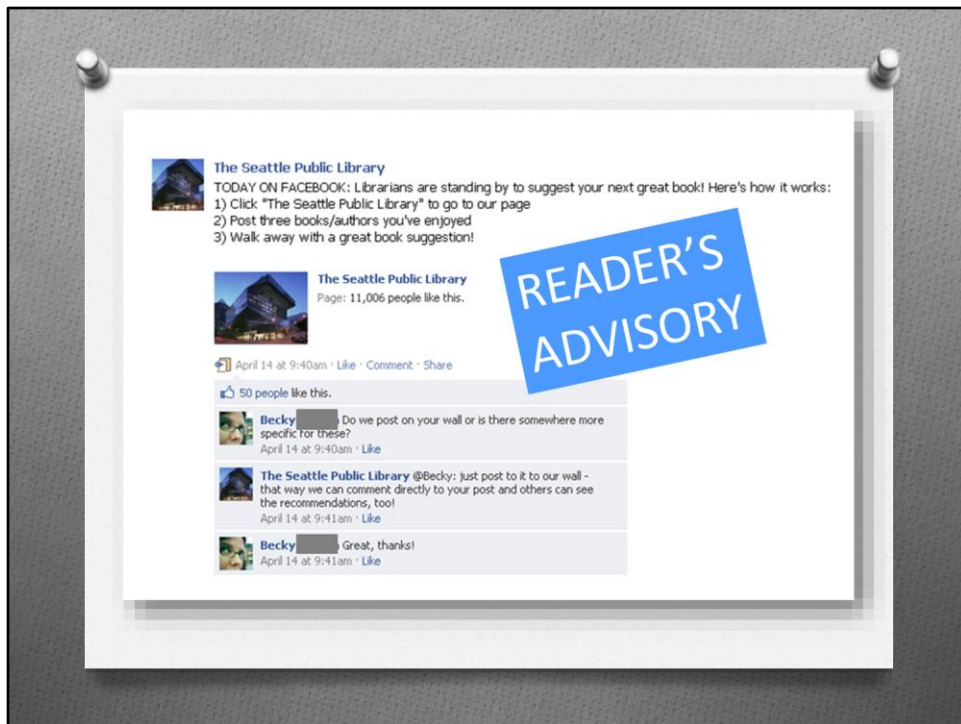 The Seattle Public Library
TODAY ON FACEBOOK: Librarians are standing by to suggest your next great book! Here's how it works:
1) Click "The Seattle Public Library" to go to our page
2) Post three books/authors you've enjoyed
3) Walk away with a great book suggestion!
The Seattle Public Library
Page: 11,006 people like this.
READER'S
ADVISORY
April 14 at 9:40am · Like · Comment · Share
50 people like this.
Becky Do we post on your wall or is there somewhere more
specific for these?
April 14 at 9:40am · Like
The Seattle Public Library @Becky: just post to it to our wall -
that way we can comment directly to your post and others can see
the recommendations, too!
April 14 at 9:41am · Like
Becky Great, thanks!
April 14 at 9:41am · Like